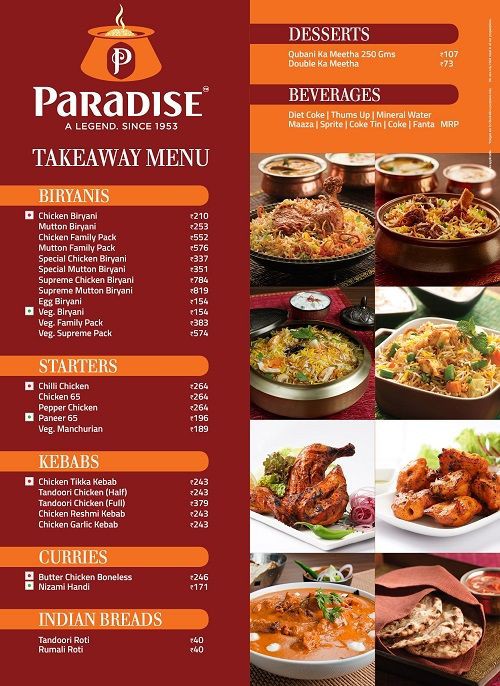 P
PARADISE
A LEGEND. SINCE 1953
TAKEAWAY MENU
BIRYANIS
Chicken Biryani ₹210
Mutton Biryani ₹253
Chicken Family Pack ₹552
Mutton Family Pack ₹576
Special Chicken Biryani ₹337
Special Mutton Biryani ₹351
Supreme Chicken Biryani ₹784
Supreme Mutton Biryani ₹819
Egg Biryani ₹154
Veg. Biryani ₹154
Veg. Family Pack ₹383
Veg. Supreme Pack ₹574
STARTERS
Chilli Chicken ₹264
Chicken 65 ₹264
Pepper Chicken ₹264
Paneer 65 ₹196
Veg. Manchurian ₹189
KEBABS
Chicken Tikka Kebab ₹243
Tandoori Chicken (Half) ₹243
Tandoori Chicken (Full) ₹379
Chicken Reshmi Kebab ₹243
Chicken Garlic Kebab ₹243
CURRIES
Butter Chicken Boneless ₹246
Nizami Handi ₹171
INDIAN BREADS
Tandoori Roti ₹40
Rumali Roti ₹40
DESSERTS
Qubani Ka Meetha 250 Gms ₹107
Double Ka Meetha ₹73
BEVERAGES
Diet Coke | Thums Up | Mineral Water
Maaza | Sprite | Coke Tin | Coke | Fanta MRP